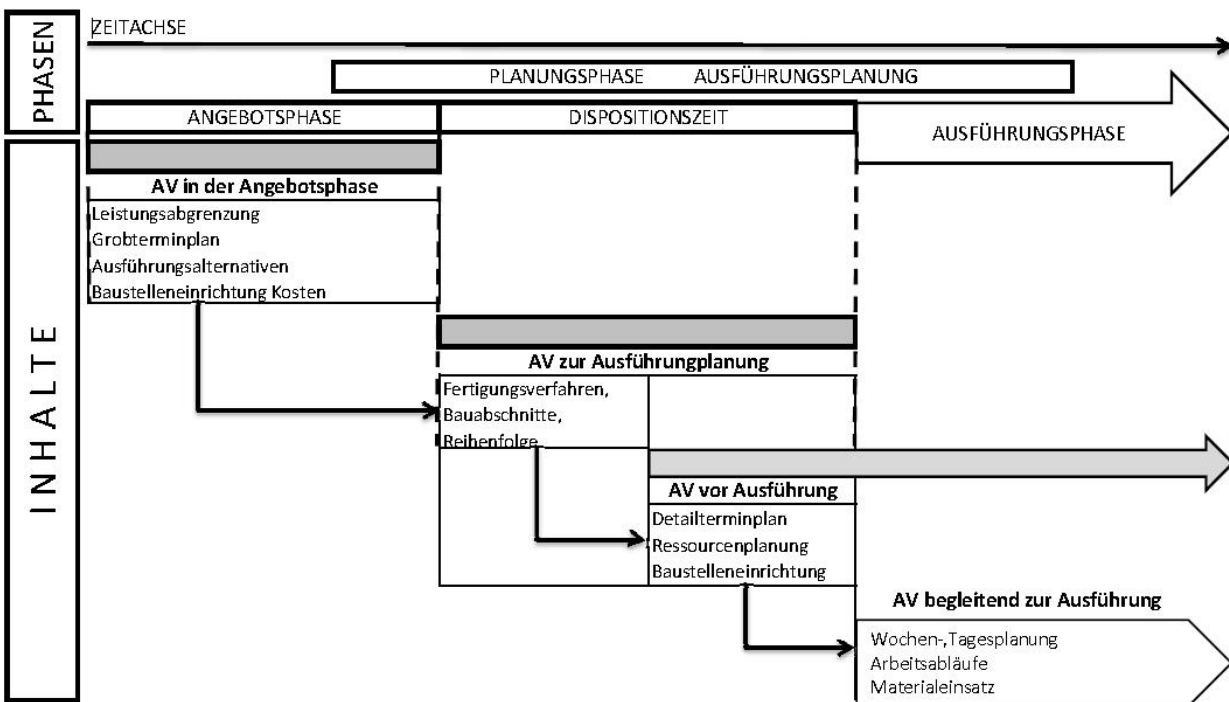 PHASEN
ZEITACHSE
PLANUNGSPHASE AUSFÜHRUNGSPLANUNG
ANGEBOTSPHASE
DISPOSITIONSZEIT
AUSFÜHRUNGSPHASE
INHALTE
AV in der Angebotsphase
Leistungsabgrenzung
Grobterminplan
Ausführungsalternativen
Baustelleneinrichtung Kosten
AV zur Ausführungplanung
Fertigungsverfahren,
Bauabschnitte,
Reihenfolge
AV vor Ausführung
Detailterminplan
Ressourcenplanung
Baustelleneinrichtung
AV begleitend zur Ausführung
Wochen-,Tagesplanung
Arbeitsabläufe
Materialeinsatz